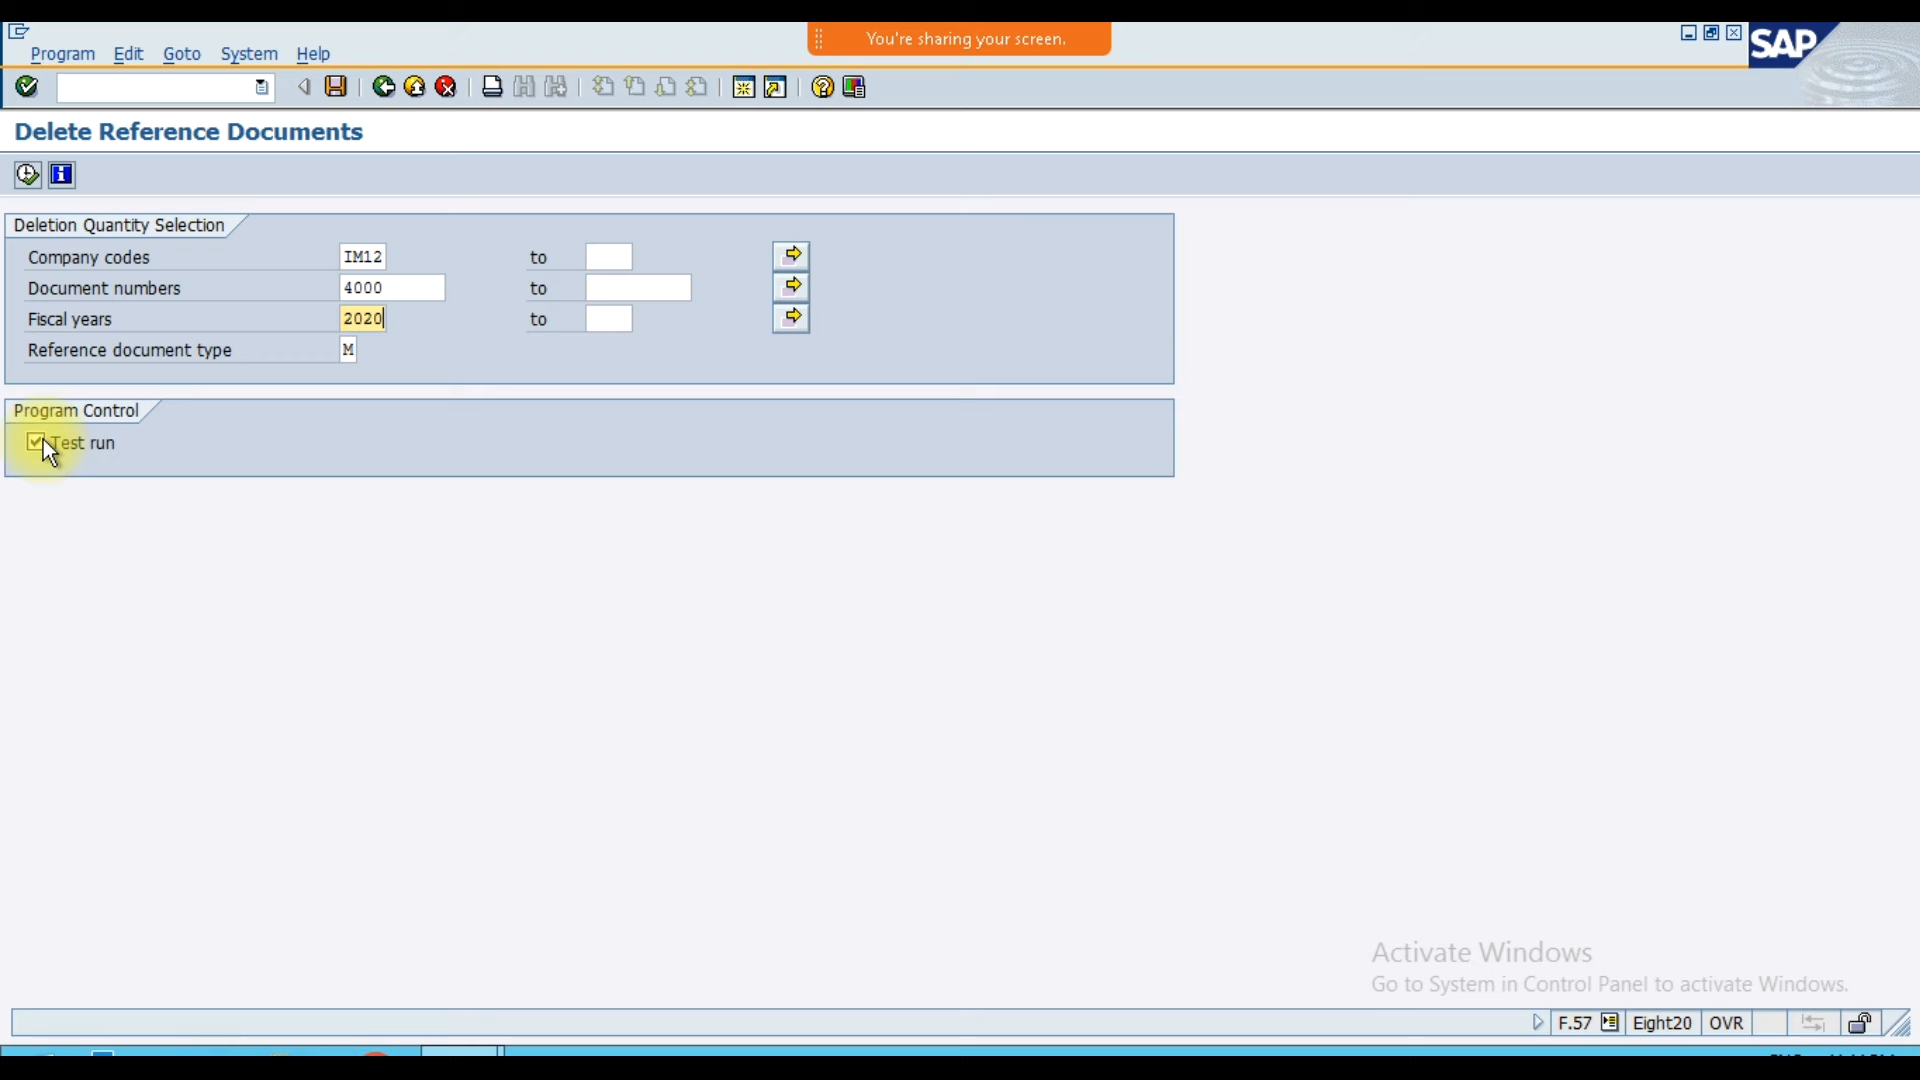 You're sharing your screen.
Program Edit Goto System Help
SAP
Delete Reference Documents
Deletion Quantity Selection
Company codes IM12 to
Document numbers 4000 to
Fiscal years 2020 to
Reference document type M
Program Control
Test run
Activate Windows
Go to System in Control Panel to activate Windows.
F.57 Eight20 OVR